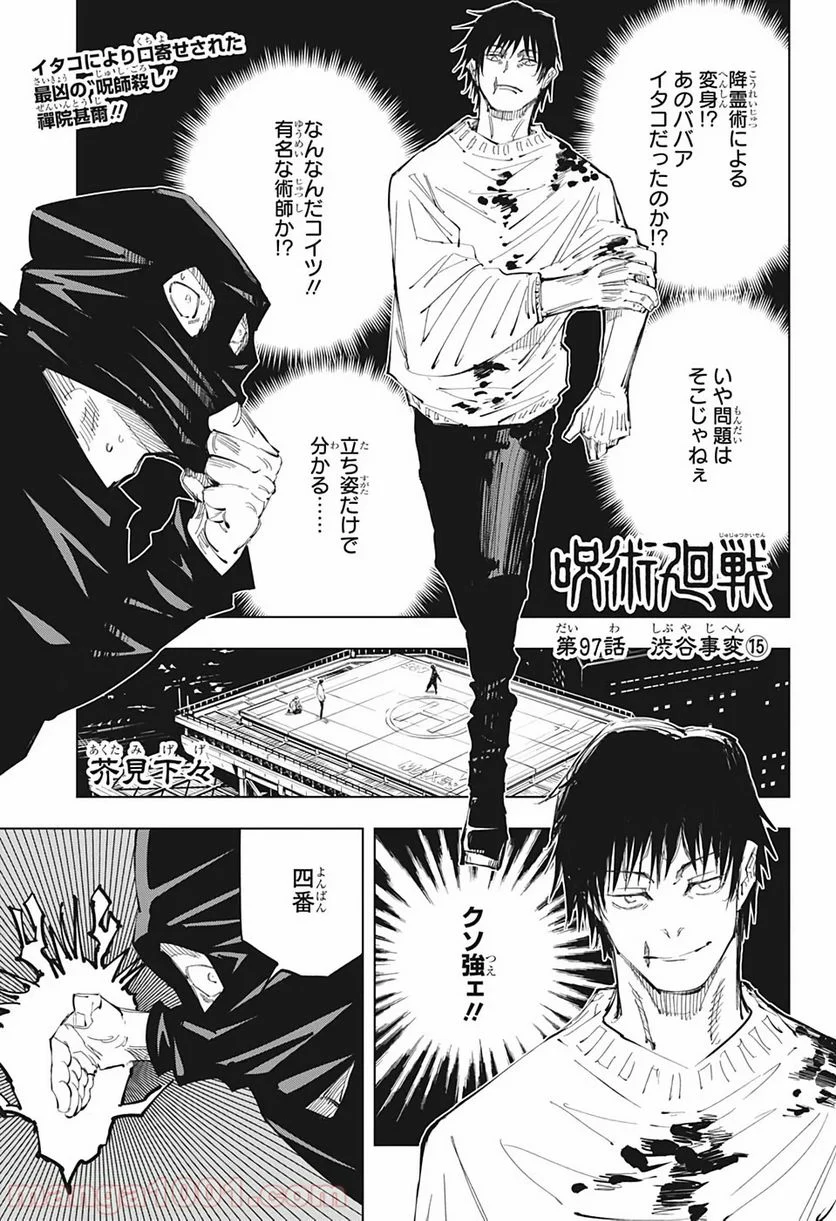 イタコにより口寄せされた
最凶の"呪師殺し"
禪院甚爾!!
降霊術による
変身!?
あのババア
イタコだったのか!?
なんなんだコイツ!!
有名な術師か!?
いや問題は
そこじゃねぇ
立ち姿だけで
分かる……
呪術廻戦
第97話 渋谷事変⑮
芥見下々
クソ強ェ!!
四番